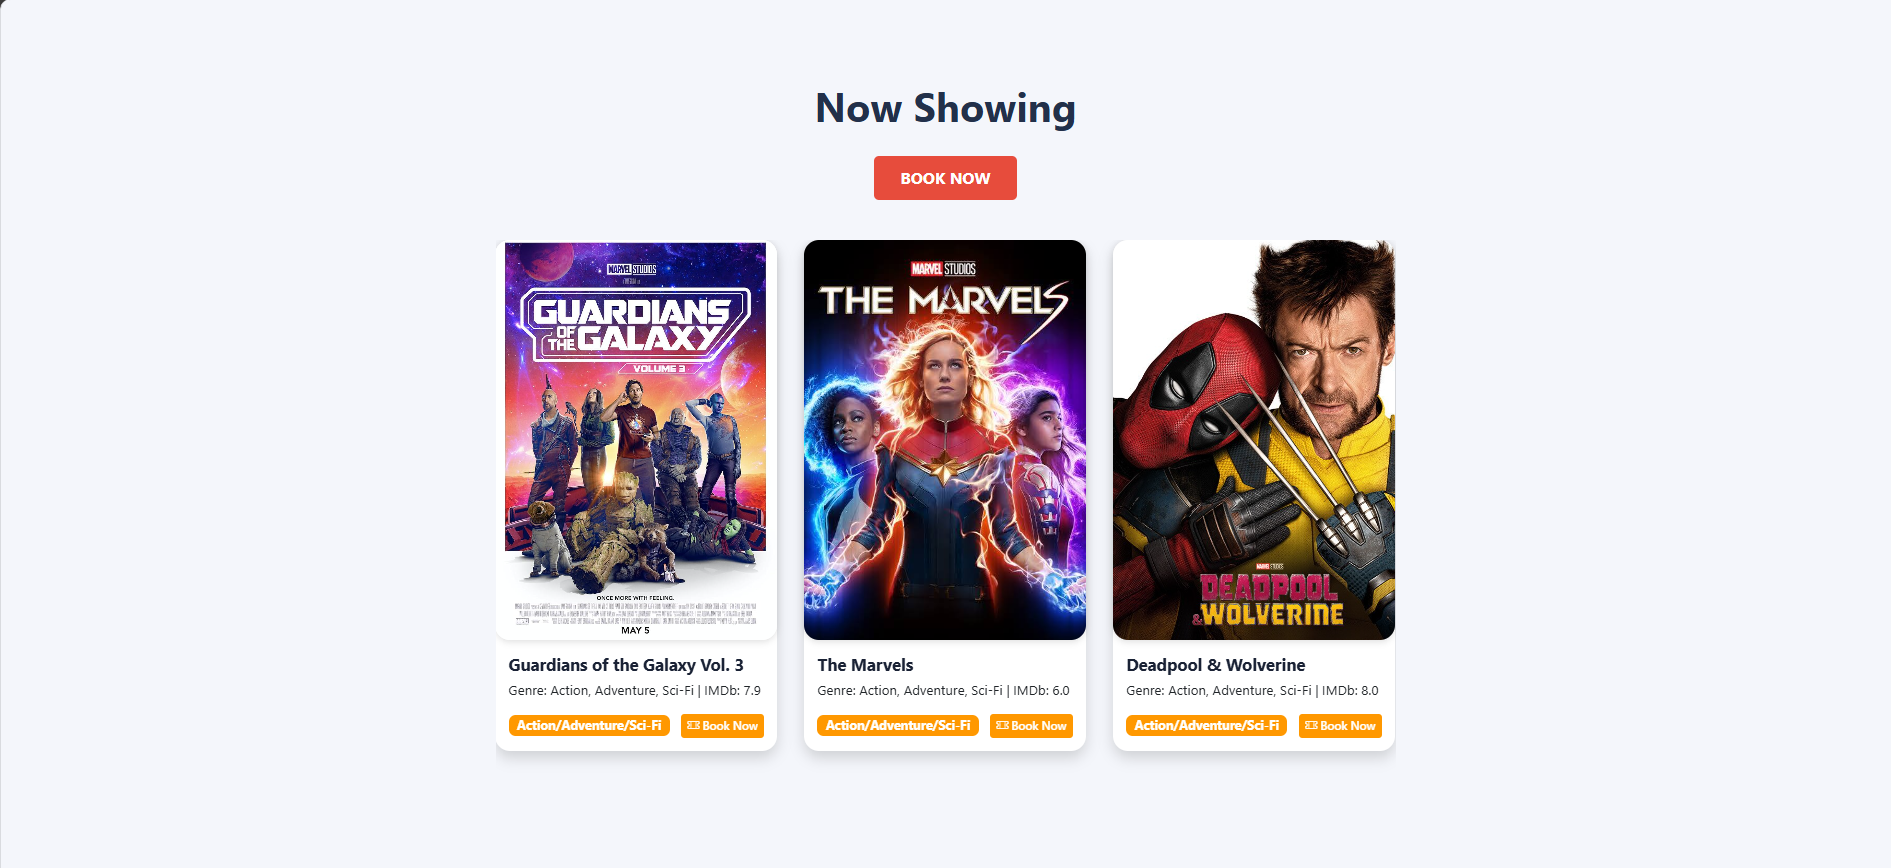 Now Showing
BOOK NOW
MARVEL STUDIOS
GUARDIANS
OF
THE GALAXY
VOLUME 3
ONCE MORE WITH FEELING.
MAY 5
Guardians of the Galaxy Vol. 3
Genre: Action, Adventure, Sci-Fi | IMDb: 7.9
Action/Adventure/Sci-Fi
Book Now
MARVEL STUDIOS
THE MARVELS
The Marvels
Genre: Action, Adventure, Sci-Fi | IMDb: 6.0
Action/Adventure/Sci-Fi
Book Now
MARVEL STUDIOS
DEADPOOL
& WOLVERINE
Deadpool & Wolverine
Genre: Action, Adventure, Sci-Fi | IMDb: 8.0
Action/Adventure/Sci-Fi
Book Now